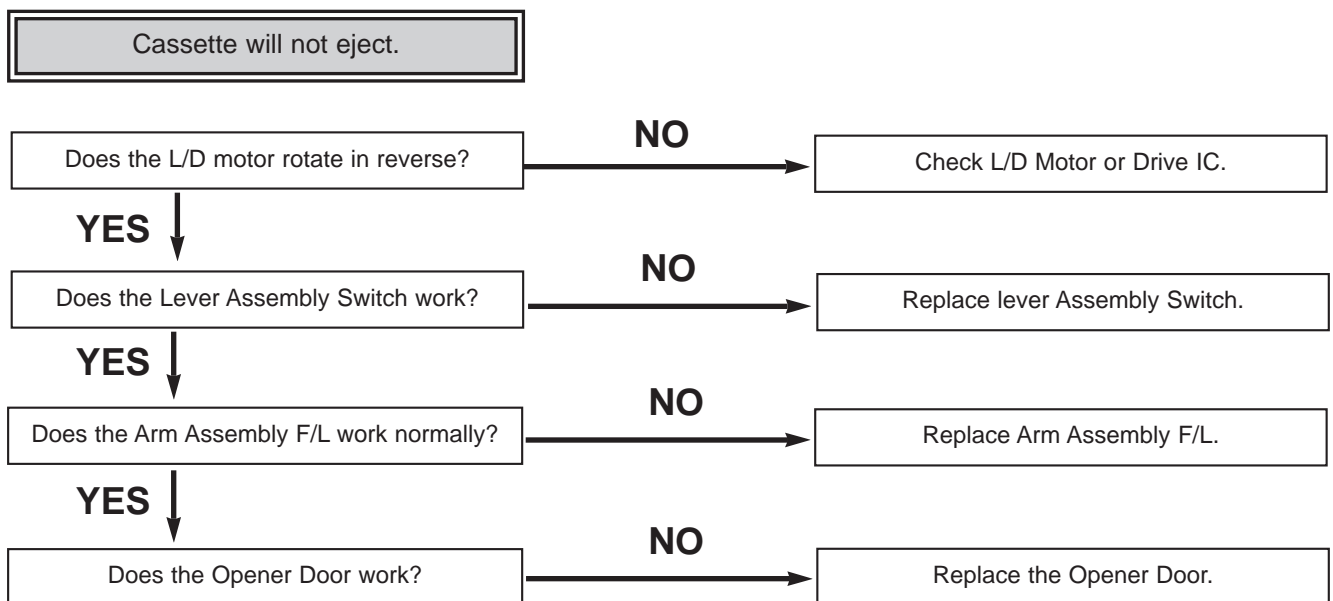 Cassette will not eject.
NO
Does the L/D motor rotate in reverse?
Check L/D Motor or Drive IC.
YES
NO
Does the Lever Assembly Switch work?
Replace lever Assembly Switch.
YES
NO
Does the Arm Assembly F/L work normally?
Replace Arm Assembly F/L.
YES
NO
Does the Opener Door work?
Replace the Opener Door.